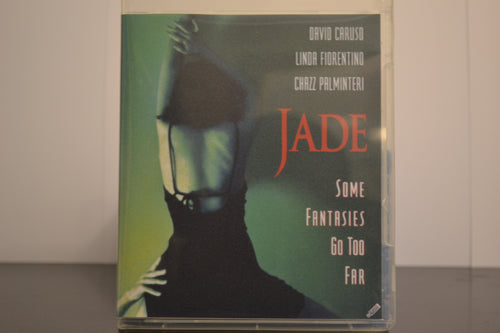 DAVID CARUSO
LINDA FIORENTINO
CHAZZ PALMINTERI
JADE
SOME
FANTASIES
GO TOO
FAR